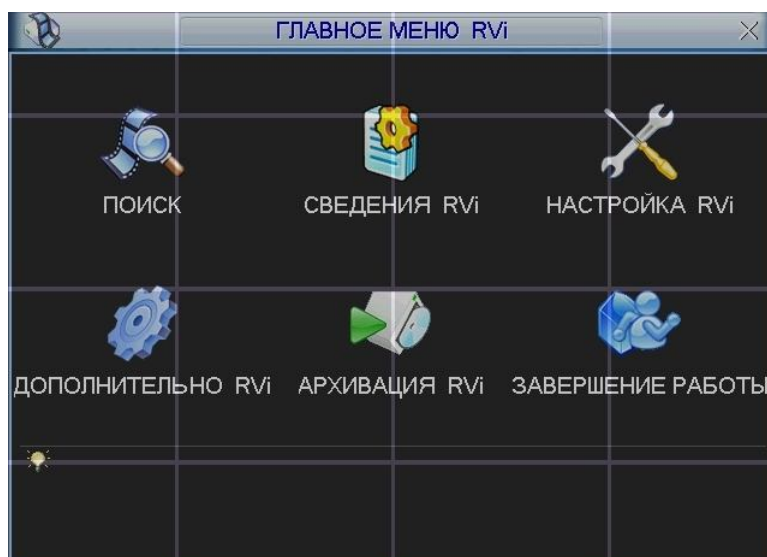 ГЛАВНОЕ МЕНЮ RVi
ПОИСК
СВЕДЕНИЯ RVi
НАСТРОЙКА RVi
ДОПОЛНИТЕЛЬНО RVi
АРХИВАЦИЯ RVi
ЗАВЕРШЕНИЕ РАБОТЫ